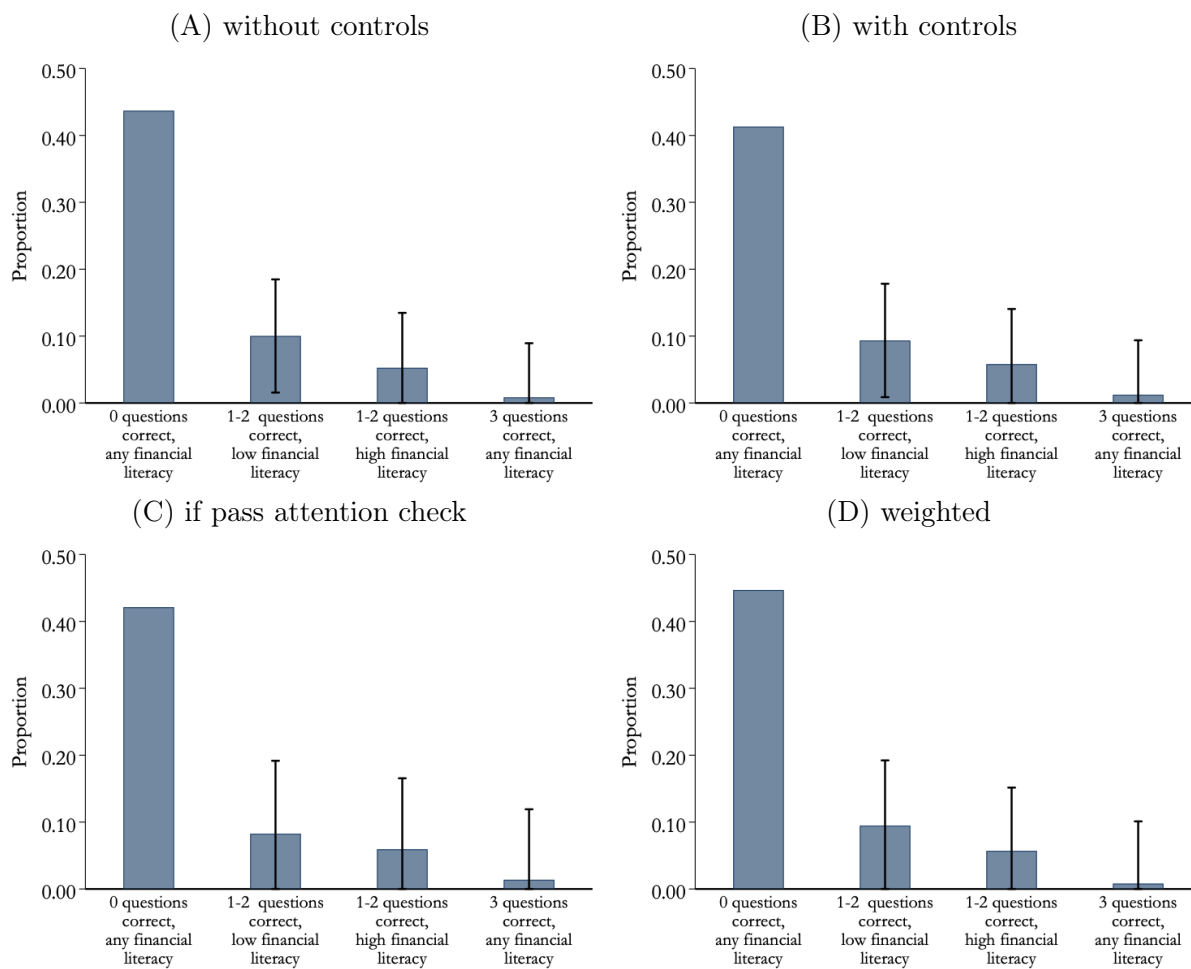 (A) without controls
Proportion
0.50
0.40
0.30
0.20
0.10
0.00
0 questions
correct,
any financial
literacy
1-2 questions
correct,
low financial
literacy
1-2 questions
correct,
high financial
literacy
3 questions
correct,
any financial
literacy
(B) with controls
Proportion
0.50
0.40
0.30
0.20
0.10
0.00
0 questions
correct,
any financial
literacy
1-2 questions
correct,
low financial
literacy
1-2 questions
correct,
high financial
literacy
3 questions
correct,
any financial
literacy
(C) if pass attention check
Proportion
0.50
0.40
0.30
0.20
0.10
0.00
0 questions
correct,
any financial
literacy
1-2 questions
correct,
low financial
literacy
1-2 questions
correct,
high financial
literacy
3 questions
correct,
any financial
literacy
(D) weighted
Proportion
0.50
0.40
0.30
0.20
0.10
0.00
0 questions
correct,
any financial
literacy
1-2 questions
correct,
low financial
literacy
1-2 questions
correct,
high financial
literacy
3 questions
correct,
any financial
literacy